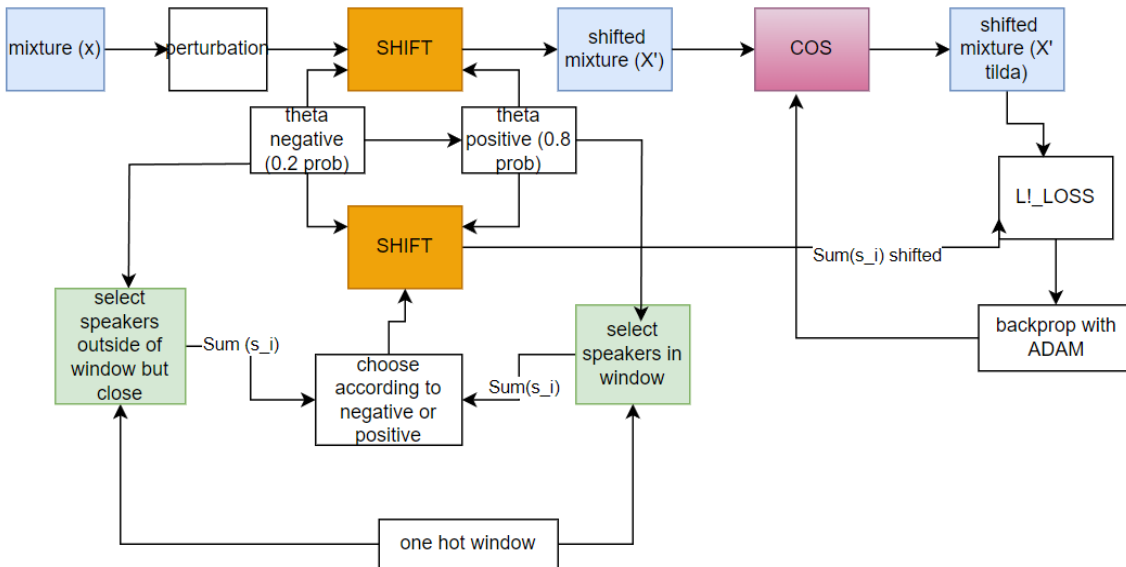 mixture (x)
perturbation
SHIFT
shifted
mixture (X')
COS
shifted
mixture (X'
tilda)
theta
negative
(0.2 prob)
theta
positive (0.8
prob)
L!_LOSS
SHIFT
Sum(s_i) shifted
select
speakers
outside of
window but
close
Sum (s_i)
choose
according to
negative or
positive
Sum(s_i)
select
speakers in
window
backprop with
ADAM
one hot window